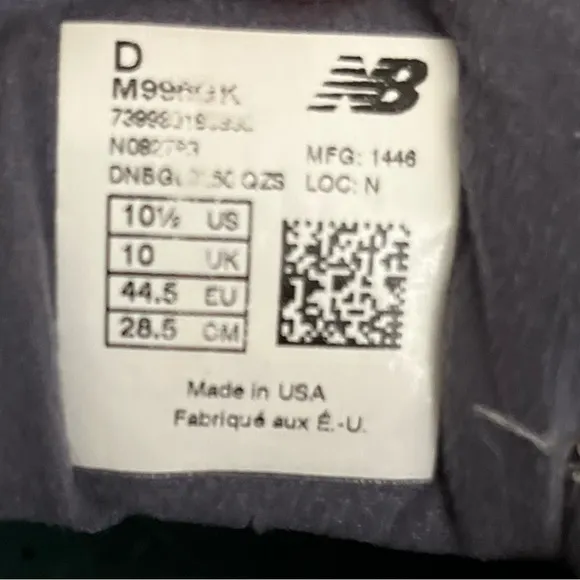 D
NB
MFG: 1446
LOC: N
10½ US
10 UK
44.5 EU
28.5 CM
Made in USA
Fabriqué aux É.-U.